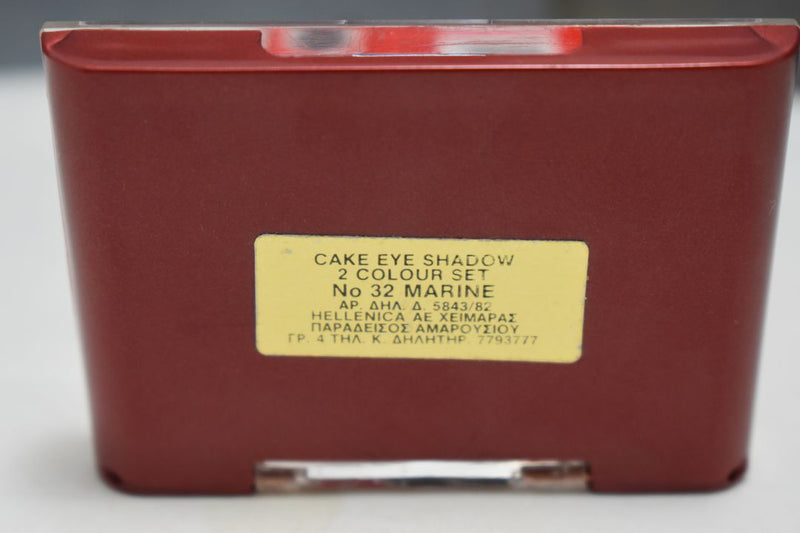 CAKE EYE SHADOW
2 COLOUR SET
No 32 MARINE
ΑΡ. ΔΗΛ. Δ. 5843/82
HELLENICA AE ΧΕΙΜΑΡΑΣ
ΠΑΡΑΔΕΙΣΟΣ ΑΜΑΡΟΥΣΙΟΥ
ΓΡ. 4 ΤΗΛ. Κ. ΔΗΛΗΤΗΡ. 7793777